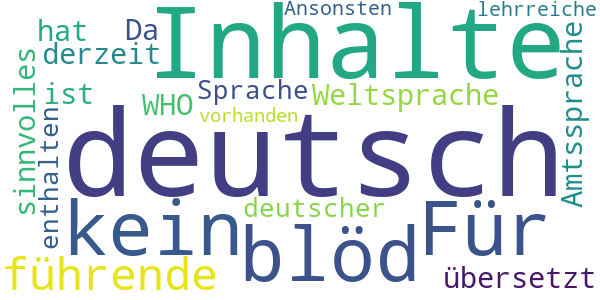 Ansonsten
lehrreiche
hat
Da
Inhalte
derzeit
ist
WHO
Sprache
Weltsprache
vorhanden
sinnvolles
enthalten
deutsch
Amtssprache
kein
deutscher
Für
blöd
führende
übersetzt